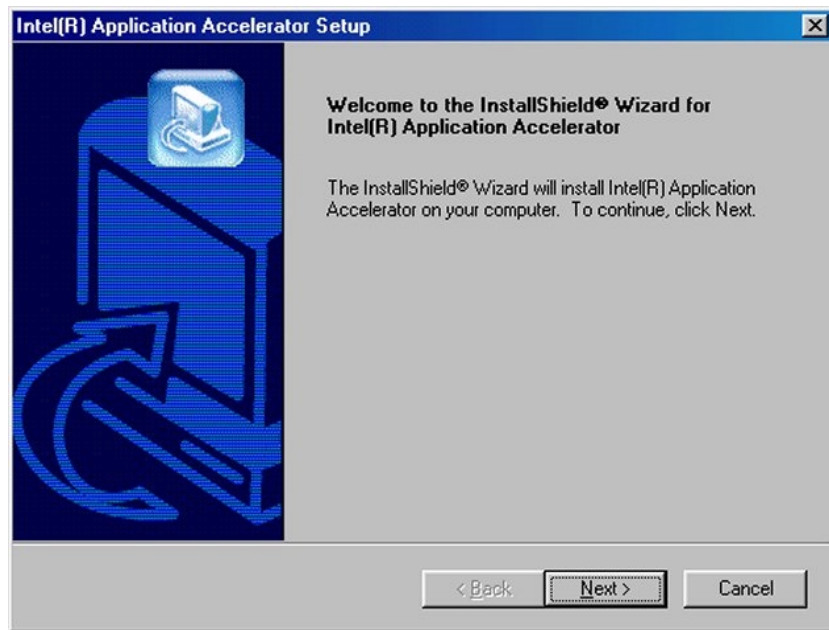 Intel(R) Application Accelerator Setup
Welcome to the InstallShield® Wizard for
Intel(R) Application Accelerator
The InstallShield® Wizard will install Intel(R) Application
Accelerator on your computer. To continue, click Next.
< Back
Next >
Cancel